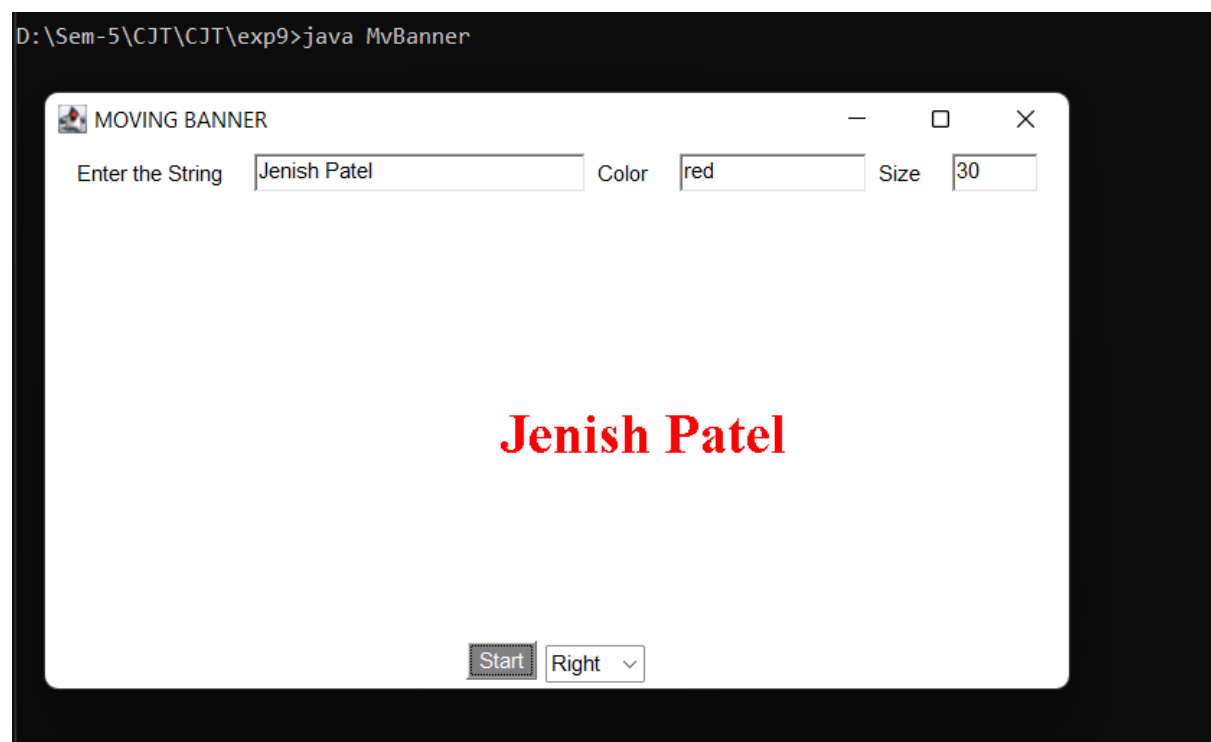 D:\Sem-5\CJT\CJT\exp9>java MvBanner
MOVING BANNER
Enter the String Jenish Patel Color red Size 30
Jenish Patel
Start Right